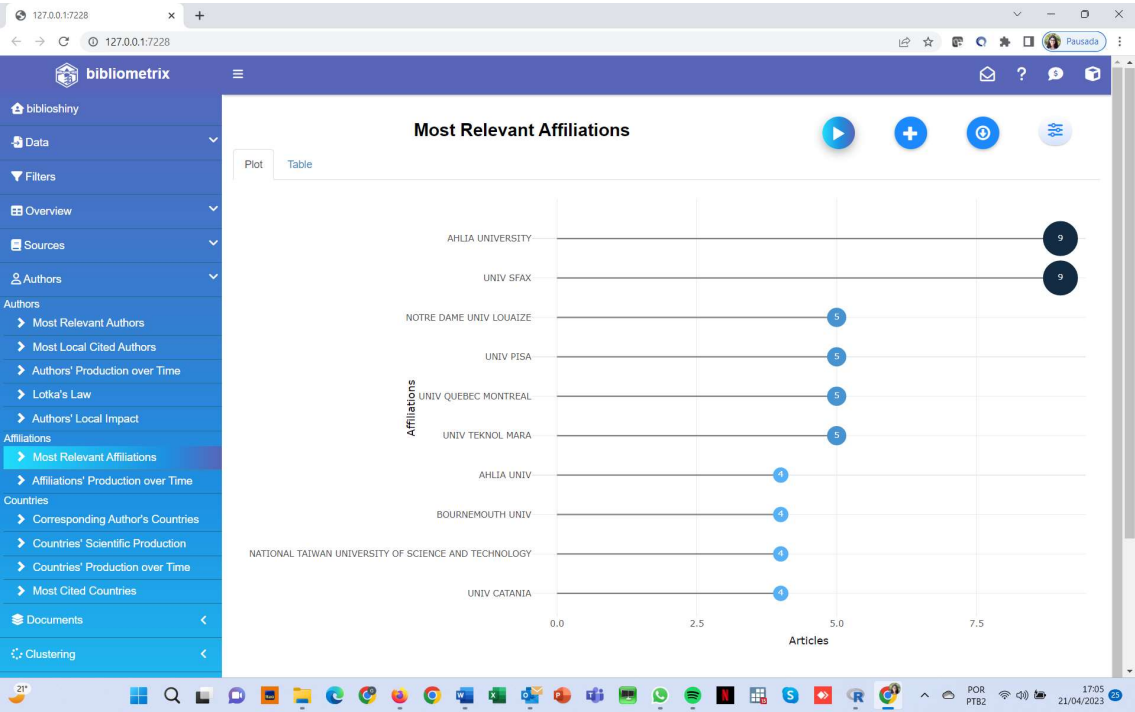 127.0.0.1:7228
127.0.0.1:7228
Pausada
bibliometrix
biblioshiny
Data
Filters
Overview
Sources
Authors
Authors
Most Relevant Authors
Most Local Cited Authors
Authors' Production over Time
Lotka's Law
Authors' Local Impact
Affiliations
Most Relevant Affiliations
Affiliations' Production over Time
Countries
Corresponding Author's Countries
Countries' Scientific Production
Countries' Production over Time
Most Cited Countries
Documents
Clustering
Most Relevant Affiliations
Plot Table
Affiliations
AHLIA UNIVERSITY 9
UNIV SFAX 9
NOTRE DAME UNIV LOUAIZE 5
UNIV PISA 5
UNIV QUEBEC MONTREAL 5
UNIV TEKNOL MARA 5
AHLIA UNIV 4
BOURNEMOUTH UNIV 4
NATIONAL TAIWAN UNIVERSITY OF SCIENCE AND TECHNOLOGY 4
UNIV CATANIA 4
0.0 2.5 5.0 7.5
Articles
21°
POR
PTB2
17:05
21/04/2023
25